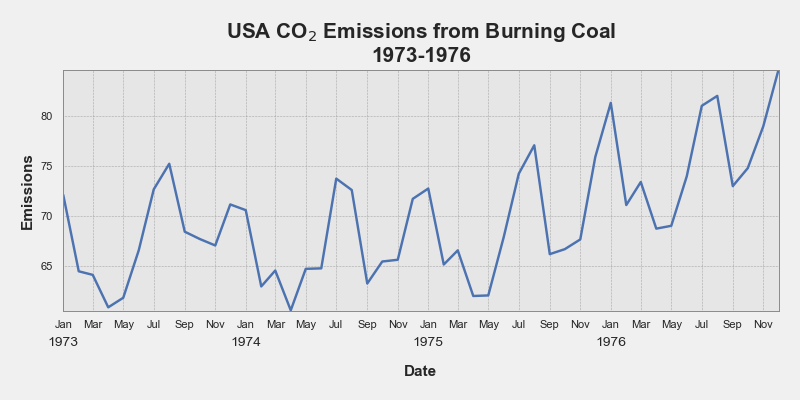 USA CO₂ Emissions from Burning Coal
1973-1976
80
75
70
65
Emissions
Jan Mar May Jul Sep Nov Jan Mar May Jul Sep Nov Jan Mar May Jul Sep Nov Jan Mar May Jul Sep Nov
1973 1974 1975 1976
Date